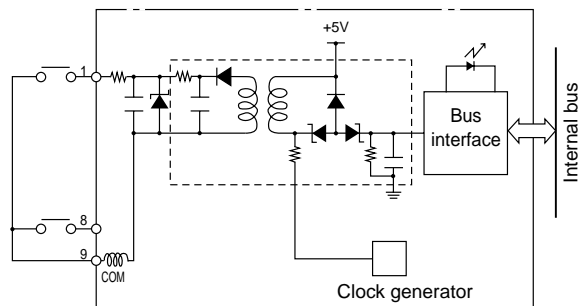 +5V
1
Bus
interface
Internal bus
8
9
COM
Clock generator